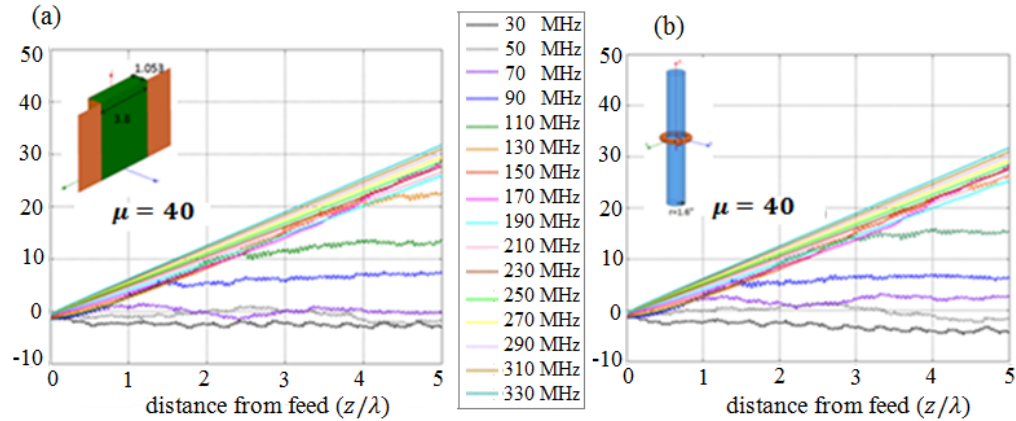 (a)
50
40
30
20
10
0
-10
0
1
2
3
4
5
distance from feed (z/λ)
1.053
3.8
μ = 40
30 MHz
50 MHz
70 MHz
90 MHz
110 MHz
130 MHz
150 MHz
170 MHz
190 MHz
210 MHz
230 MHz
250 MHz
270 MHz
290 MHz
310 MHz
330 MHz
(b)
50
40
30
20
10
0
-10
0
1
2
3
4
5
distance from feed (z/λ)
r=1.6"
μ = 40